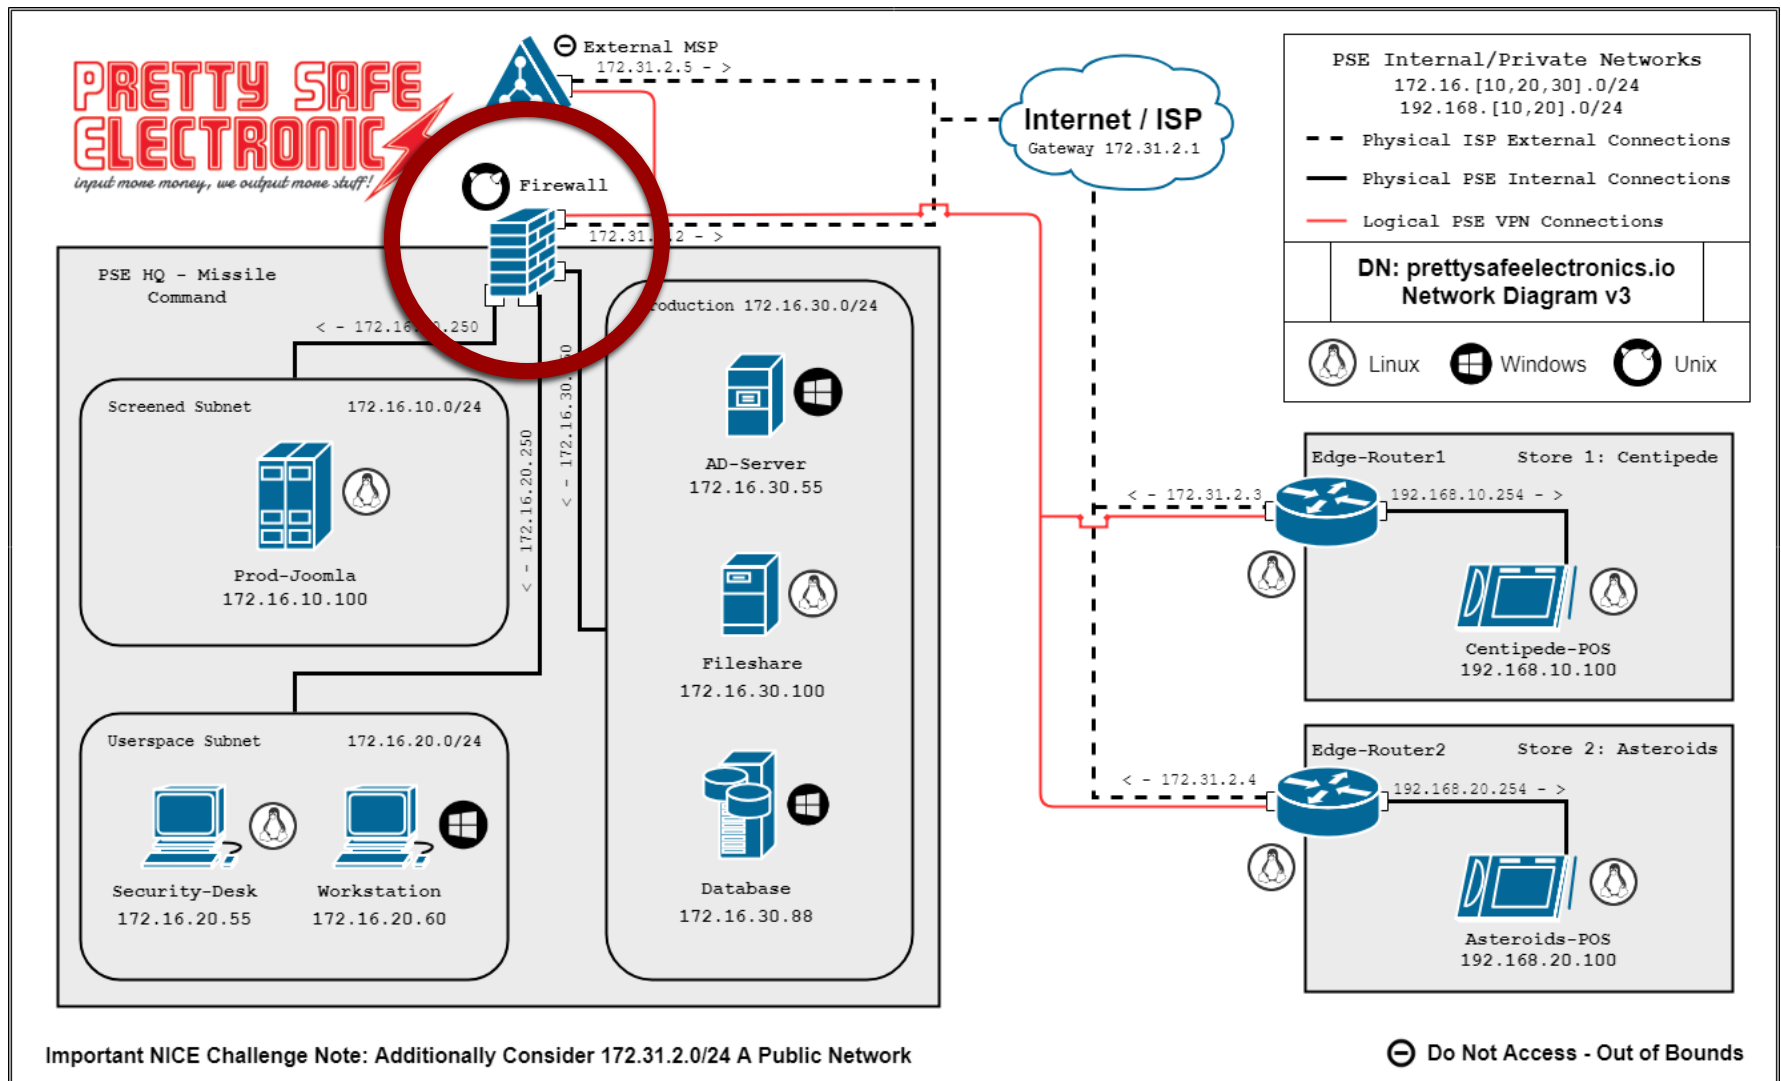 PRETTY SAFE
ELECTRONICS
input more money, we output more stuff!
External MSP
172.31.2.5 - >
Firewall
- >
Internet / ISP
Gateway 172.31.2.1
PSE Internal/Private Networks
172.16.[10,20,30].0/24
192.168.[10,20].0/24
Physical ISP External Connections
Physical PSE Internal Connections
Logical PSE VPN Connections
DN: prettysafeelectronics.io
Network Diagram v3
Linux
Windows
Unix
PSE HQ - Missile
Command
< -
< - 172.16.20.250
< -
Screened Subnet 172.16.10.0/24
Prod-Joomla
172.16.10.100
Userspace Subnet 172.16.20.0/24
Security-Desk
172.16.20.55
Workstation
172.16.20.60
172.16.30.0/24
AD-Server
172.16.30.55
Fileshare
172.16.30.100
Database
172.16.30.88
Edge-Router1 Store 1: Centipede
< - 172.31.2.3
192.168.10.254 - >
Centipede-POS
192.168.10.100
Edge-Router2 Store 2: Asteroids
< - 172.31.2.4
192.168.20.254 - >
Asteroids-POS
192.168.20.100
Important NICE Challenge Note: Additionally Consider 172.31.2.0/24 A Public Network
Do Not Access - Out of Bounds